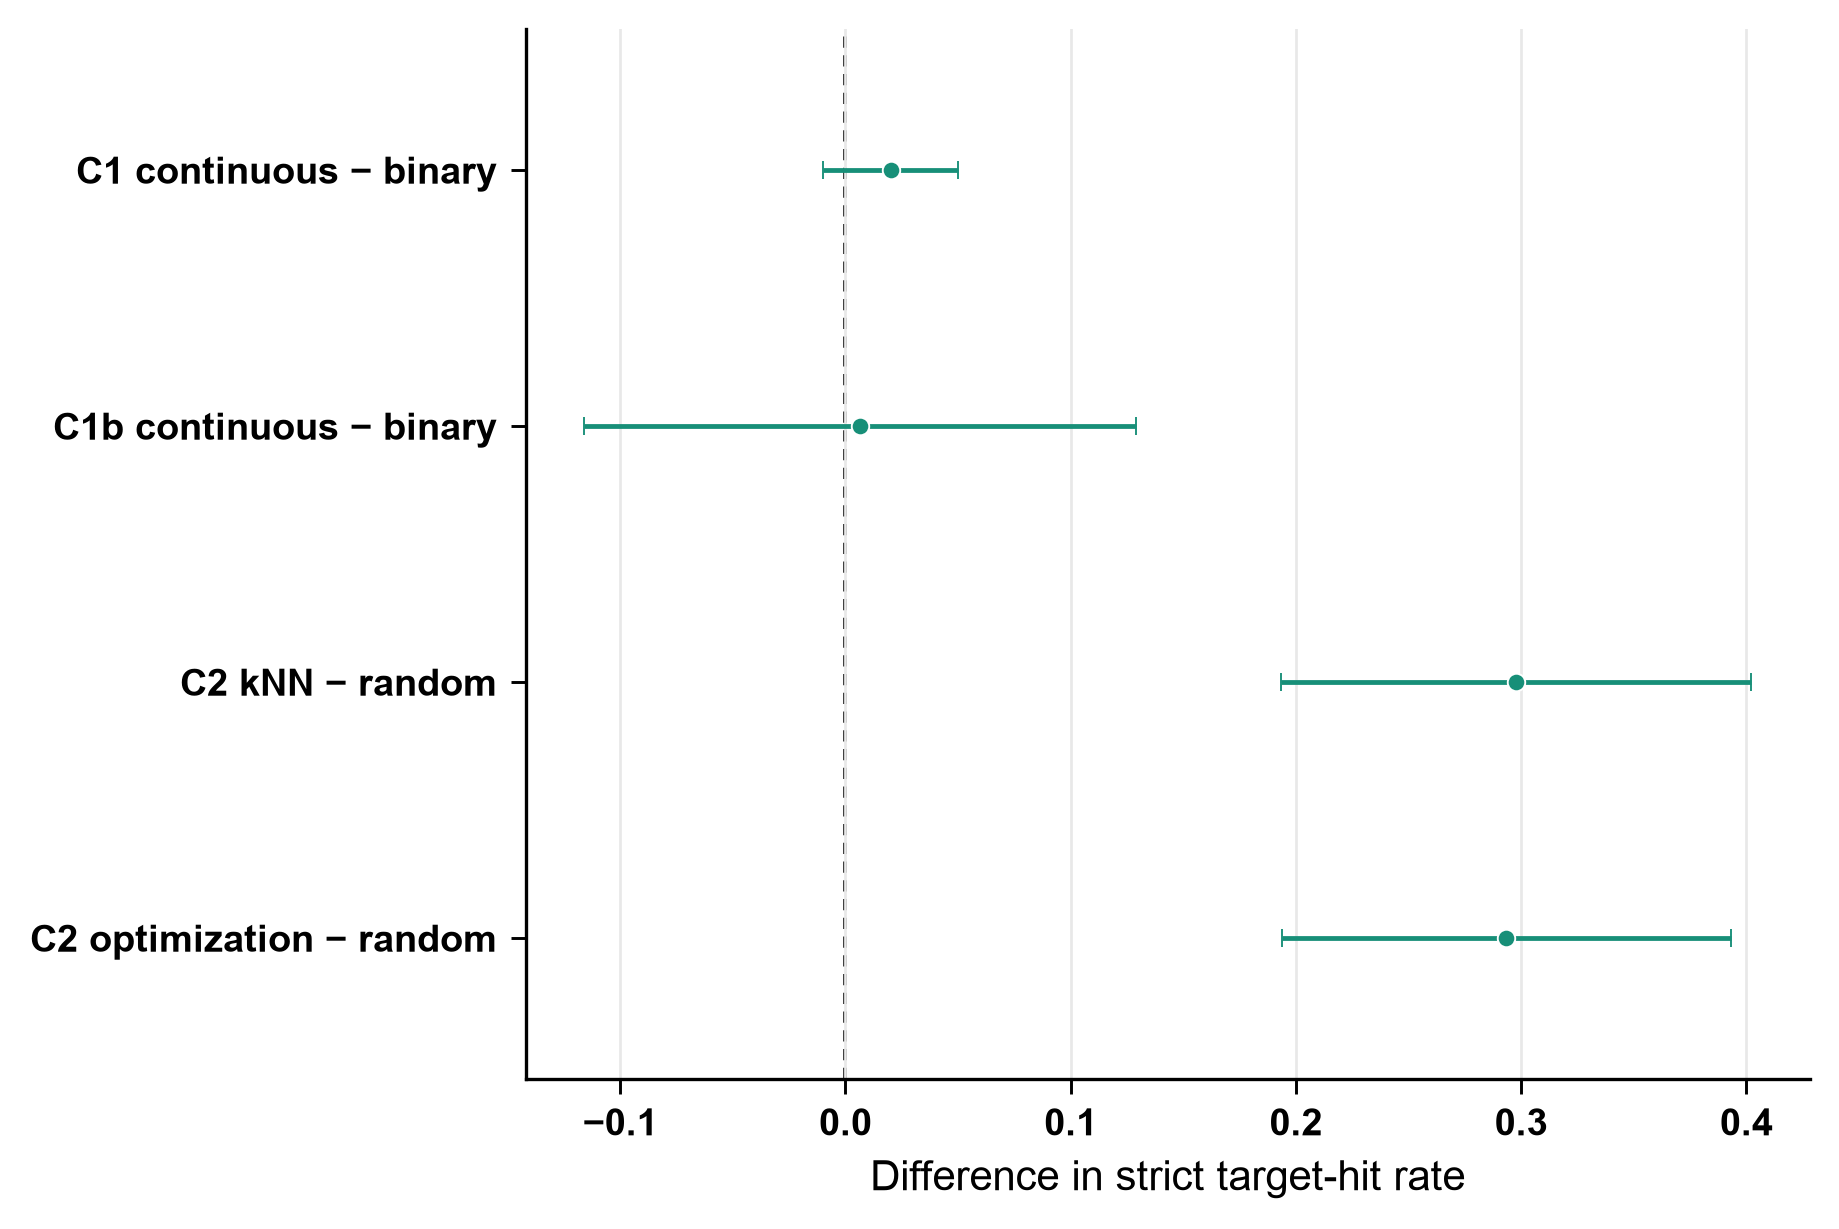 C1 continuous − binary
C1b continuous − binary
C2 kNN − random
C2 optimization − random
−0.1 0.0 0.1 0.2 0.3 0.4
Difference in strict target-hit rate